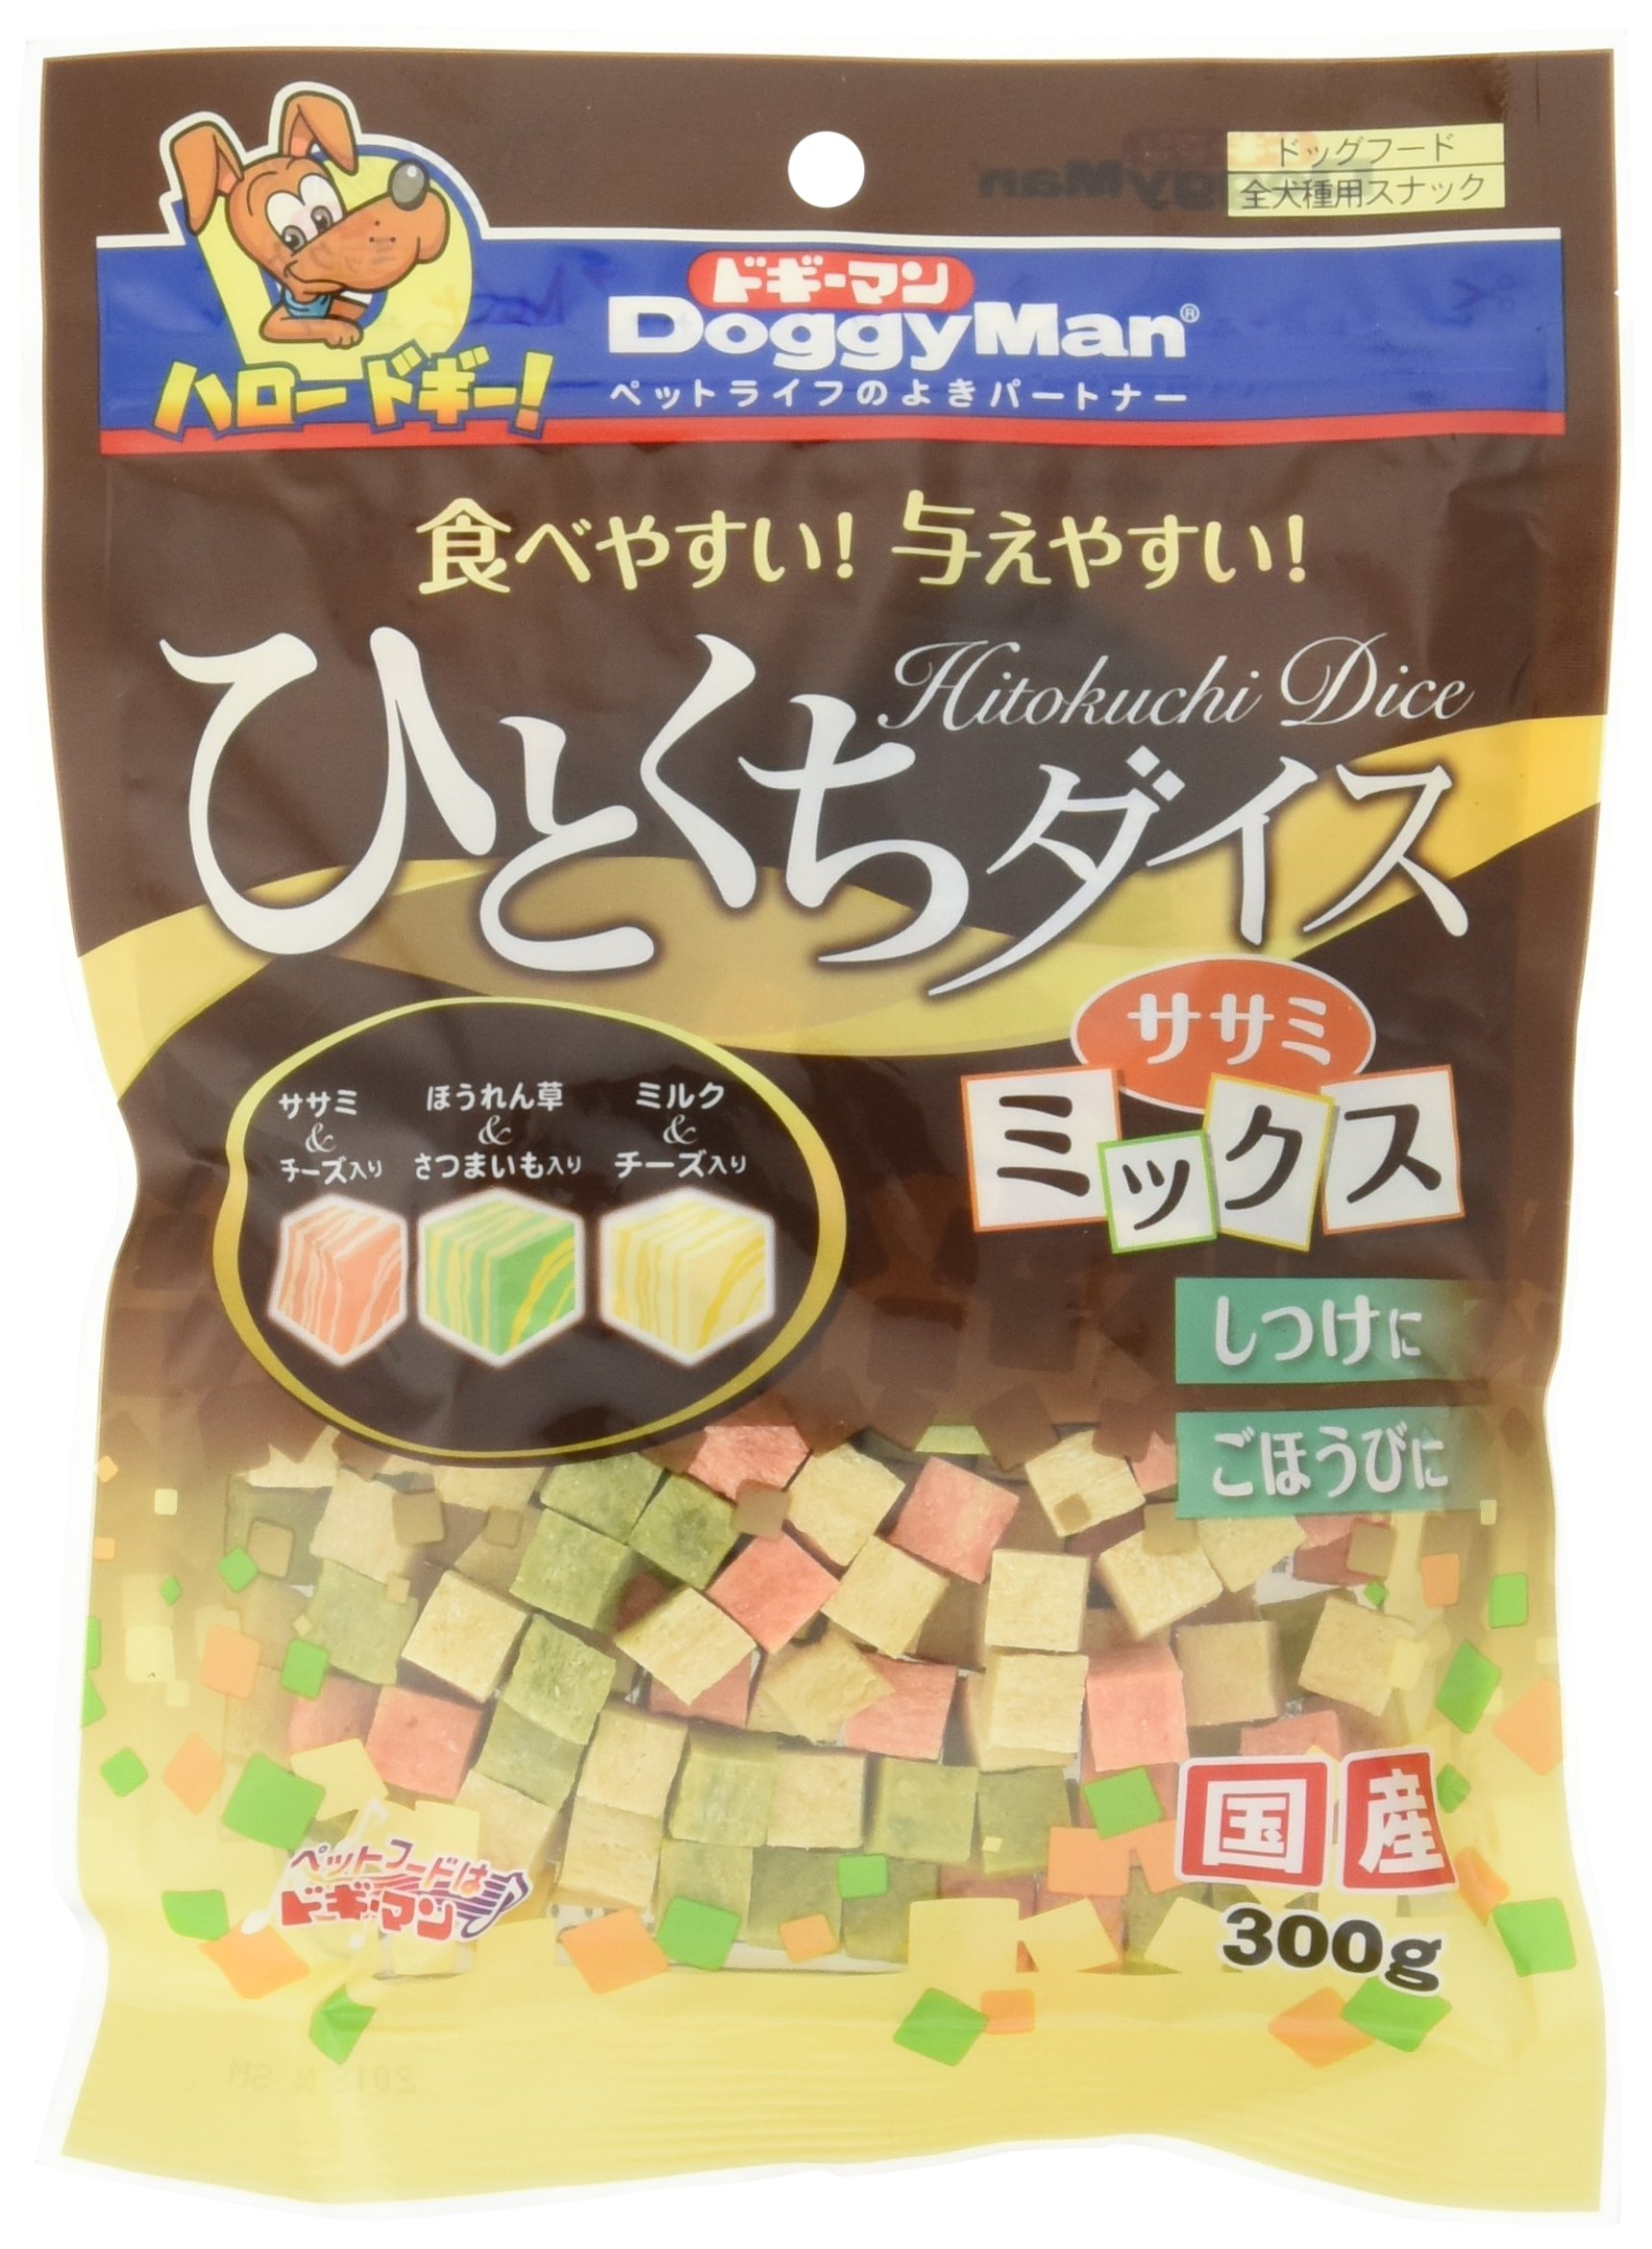 ドッグフード
全犬種用スナック
ドギーマン
DoggyMan®
ペットライフのよきパートナー
ハロードギー!
食べやすい! 与えやすい!
Hitokuchi Dice
ひとくちダイス
ササミ
ミックス
ササミ
&
チーズ入り
ほうれん草
&
さつまいも入り
ミルク
&
チーズ入り
しつけに
ごほうびに
ペットフードは
ドギーマン
国産
300g